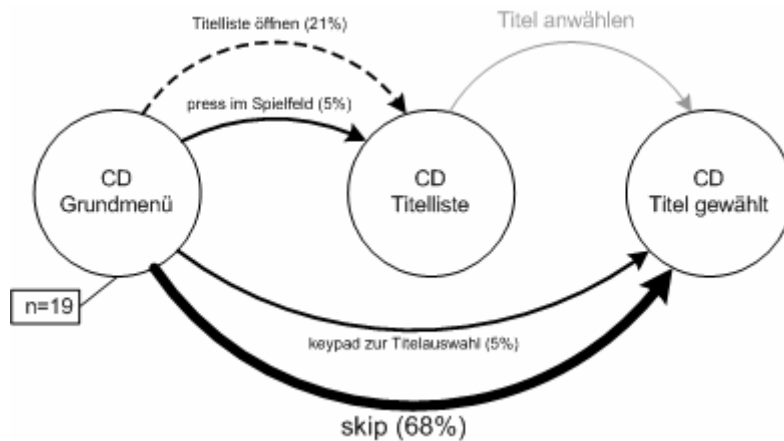 Titelliste öffnen (21%)
Titel anwählen
press im Spielfeld (5%)
CD
Grundmenü
CD
Titelliste
CD
Titel gewählt
n=19
keypad zur Titelauswahl (5%)
skip (68%)